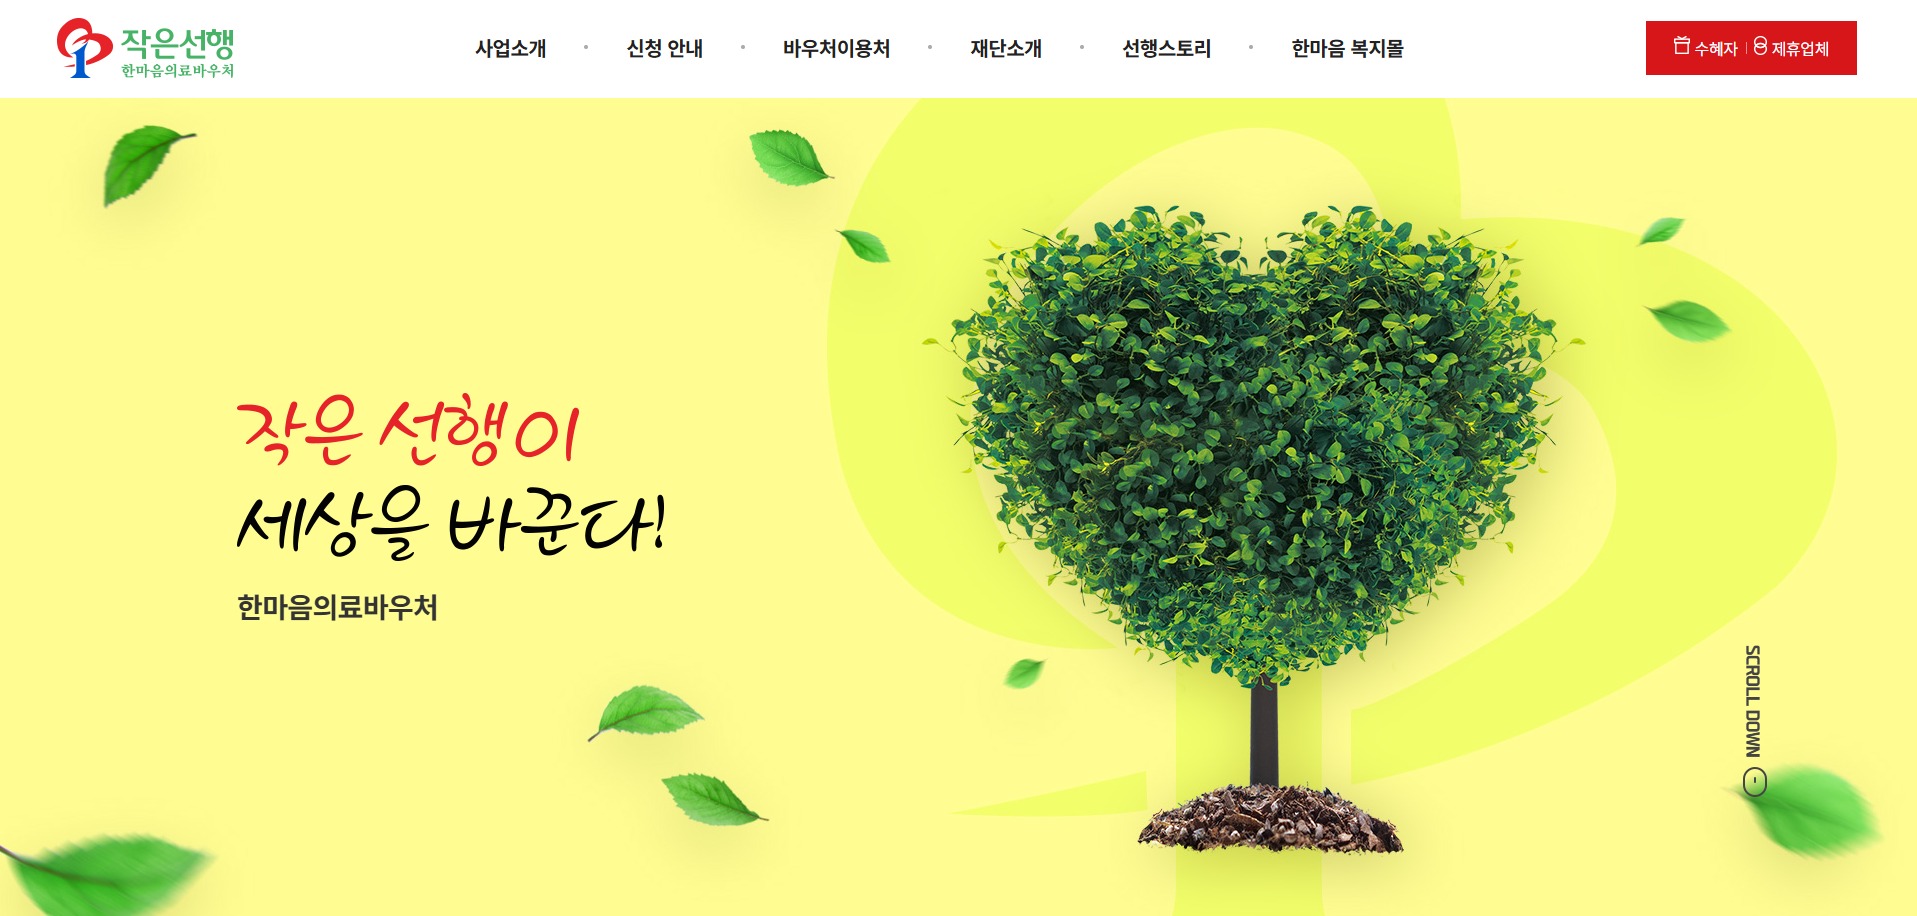 작은선행
한마음의료바우처
사업소개
신청 안내
바우처이용처
재단소개
선행스토리
한마음 복지몰
수혜자 | 제휴업체
작은 선행이
세상을 바꾼다!
한마음의료바우처
SCROLL DOWN